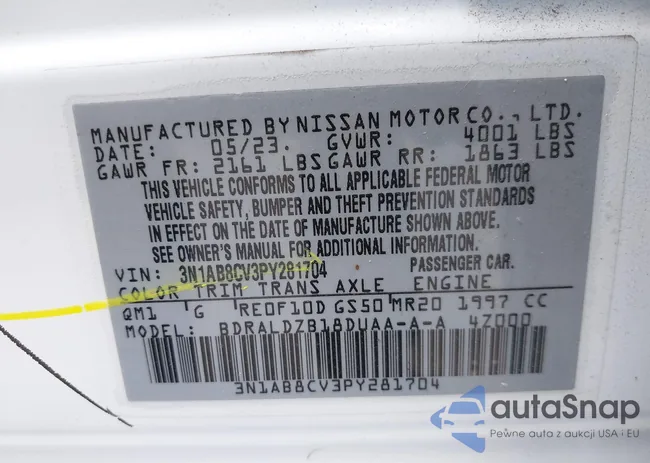 MANUFACTURED BY NISSAN MOTOR CO., LTD.
DATE: 05/23. GVWR: 4001 LBS
GAWR FR: 2161 LBS GAWR RR: 1863 LBS
THIS VEHICLE CONFORMS TO ALL APPLICABLE FEDERAL MOTOR
VEHICLE SAFETY, BUMPER AND THEFT PREVENTION STANDARDS
IN EFFECT ON THE DATE OF MANUFACTURE SHOWN ABOVE.
SEE OWNER'S MANUAL FOR ADDITIONAL INFORMATION.
VIN: 3N1AB8CV3PY281704 PASSENGER CAR.
COLOR TRIM TRANS AXLE ENGINE
QM1 G RE0F10D GS50 MR20 1997 CC
MODEL: BDRALDZB18DUAA-A-A 4Z000
3N1AB8CV3PY281704
autaSnap
Pewne auta z aukcji USA i EU